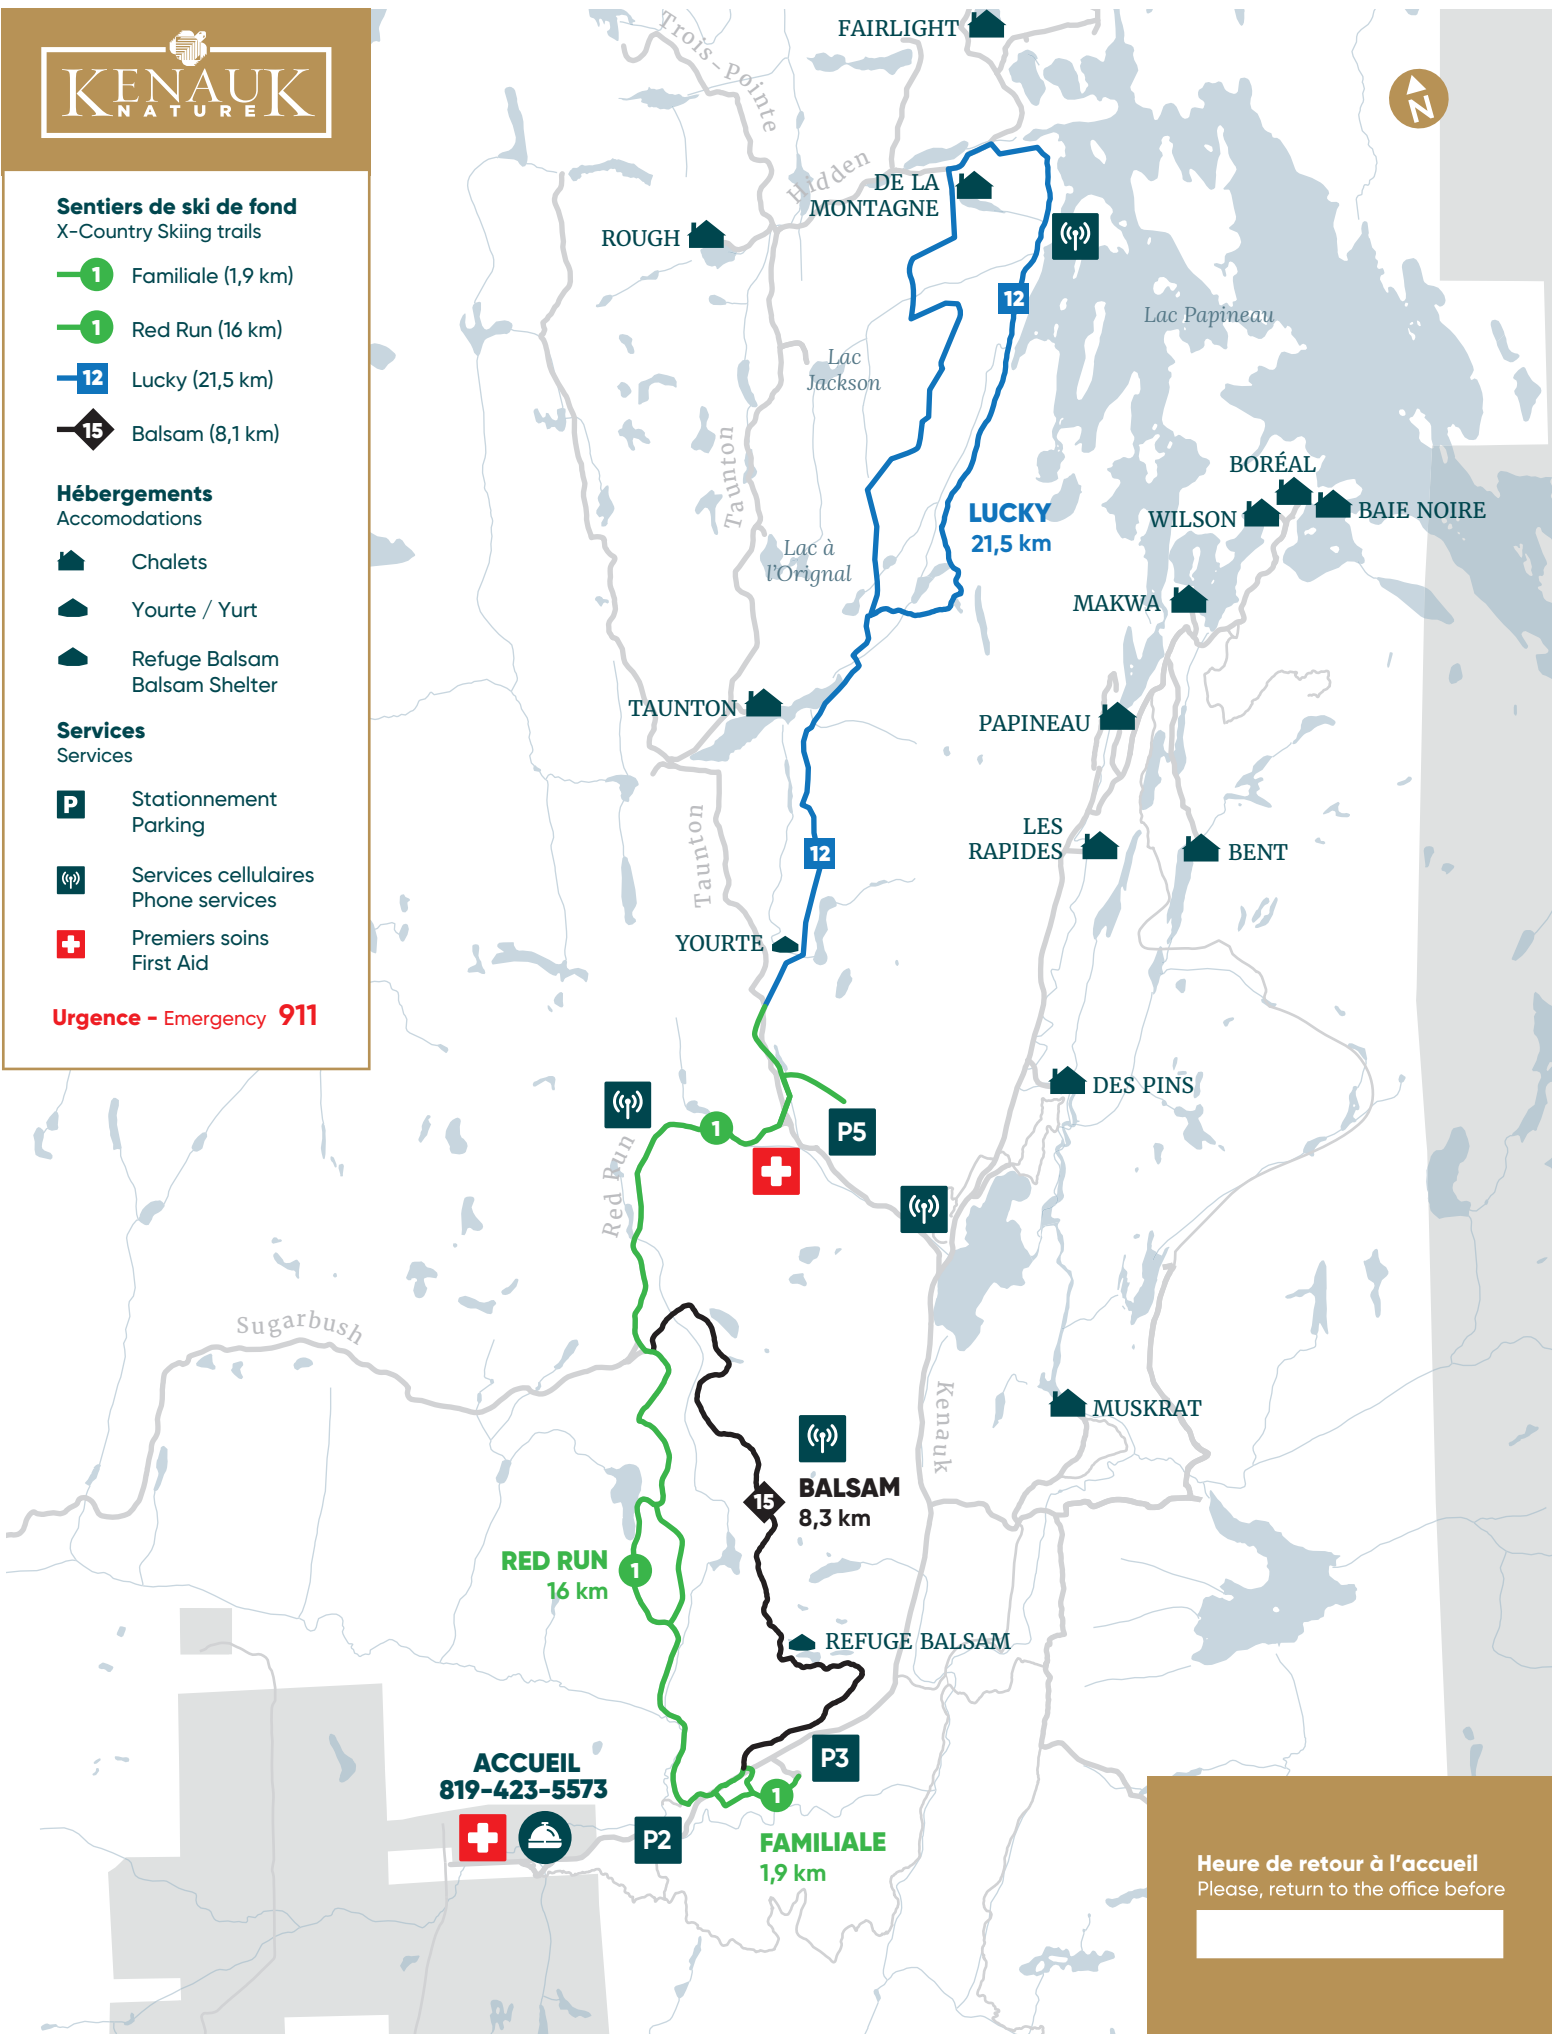 KENAUK
NATURE
Sentiers de ski de fond
X-Country Skiing trails
1 Familiale (1,9 km)
1 Red Run (16 km)
12 Lucky (21,5 km)
15 Balsam (8,1 km)
Hébergements
Accomodations
Chalets
Yourte / Yurt
Refuge Balsam
Balsam Shelter
Services
Services
P Stationnement
Parking
Services cellulaires
Phone services
Premiers soins
First Aid
Urgence - Emergency 911
FAIRLIGHT
Trois-Pointe
N
Hidden
DE LA
MONTAGNE
ROUGH
12
Lac Papineau
Lac
Jackson
Taunton
BORÉAL
WILSON
BAIE NOIRE
LUCKY
21,5 km
Lac à
l'Orignal
MAKWA
TAUNTON
PAPINEAU
Taunton
12
LES
RAPIDES
BENT
YOURTE
DES PINS
1
P5
Red Run
Sugarbush
Kenauk
MUSKRAT
BALSAM
8,3 km
15
RED RUN
16 km
1
REFUGE BALSAM
P3
ACCUEIL
819-423-5573
1
P2
FAMILIALE
1,9 km
Heure de retour à l'accueil
Please, return to the office before